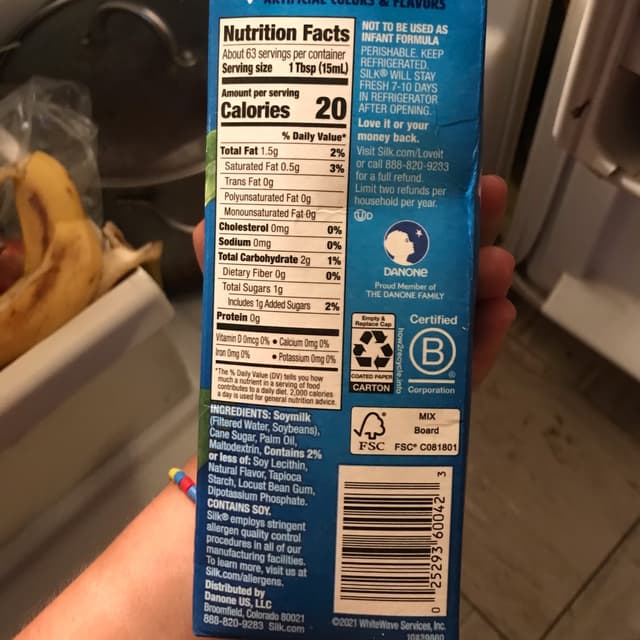 ARTIFICIAL COLORS & FLAVORS
Nutrition Facts
About 63 servings per container
Serving size 1 Tbsp (15mL)
Amount per serving
Calories 20
% Daily Value*
Total Fat 1.5g 2%
Saturated Fat 0.5g 3%
Trans Fat 0g
Polyunsaturated Fat 0g
Monounsaturated Fat 0g
Cholesterol 0mg 0%
Sodium 0mg 0%
Total Carbohydrate 2g 1%
Dietary Fiber 0g 0%
Total Sugars 1g
Includes 1g Added Sugars 2%
Protein 0g
Vitamin D 0mcg 0% • Calcium 0mg 0%
Iron 0mg 0% • Potassium 0mg 0%
*The % Daily Value (DV) tells you how
much a nutrient in a serving of food
contributes to a daily diet. 2,000 calories
a day is used for general nutrition advice.
INGREDIENTS: Soymilk
(Filtered Water, Soybeans),
Cane Sugar, Palm Oil,
Maltodextrin, Contains 2%
or less of: Soy Lecithin,
Natural Flavor, Tapioca
Starch, Locust Bean Gum,
Dipotassium Phosphate.
CONTAINS SOY.
Silk® employs stringent
allergen quality control
procedures in all of our
manufacturing facilities.
To learn more, visit us at
Silk.com/allergens.
Distributed by
Danone US, LLC
Broomfield, Colorado 80021
888-820-9283 Silk.com
NOT TO BE USED AS
INFANT FORMULA
PERISHABLE. KEEP
REFRIGERATED.
SILK® WILL STAY
FRESH 7-10 DAYS
IN REFRIGERATOR
AFTER OPENING.
Love it or your
money back.
Visit Silk.com/LoveIt
or call 888-820-9283
for a full refund.
Limit two refunds per
household per year.
UD
DANONE
Proud Member of
THE DANONE FAMILY
Empty &
Replace Cap
COATED PAPER
CARTON
how2recycle.info
Certified
B
®
Corporation
FSC
MIX
Board
FSC® C081801
0 25293 60042 3
©2021 WhiteWave Services, Inc.